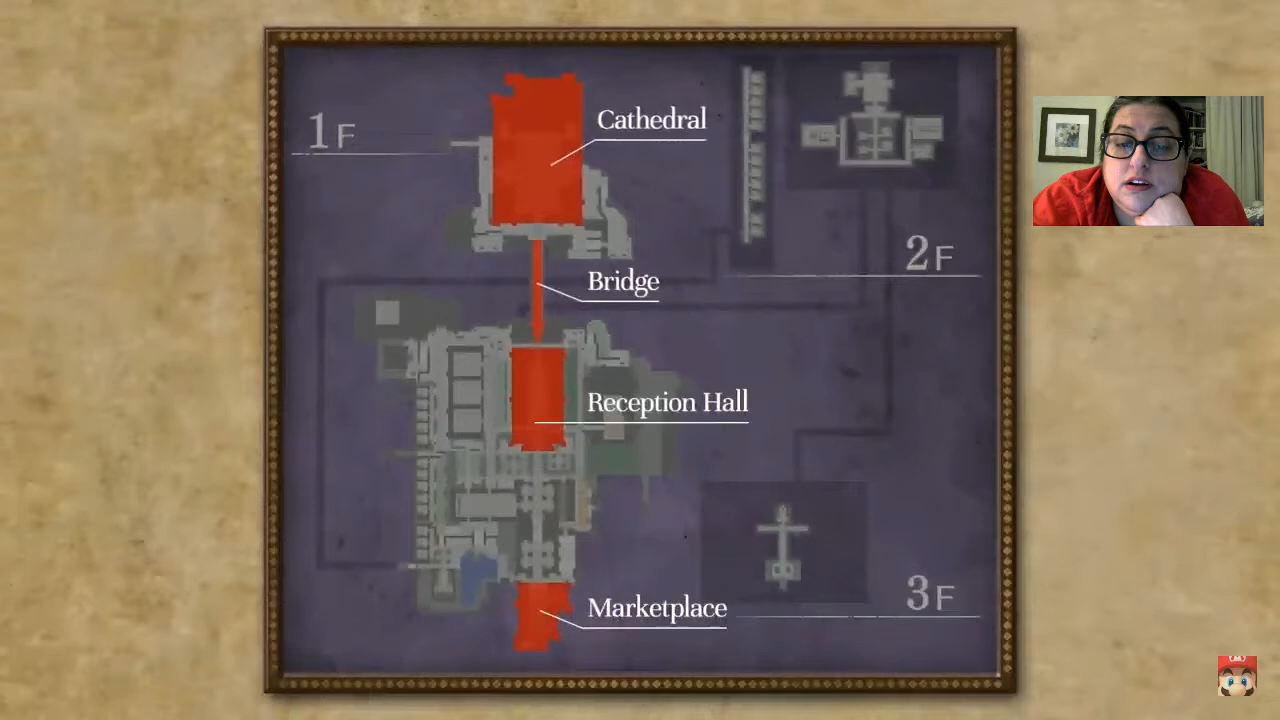 1F
Cathedral
2F
Bridge
Reception Hall
3F
Marketplace